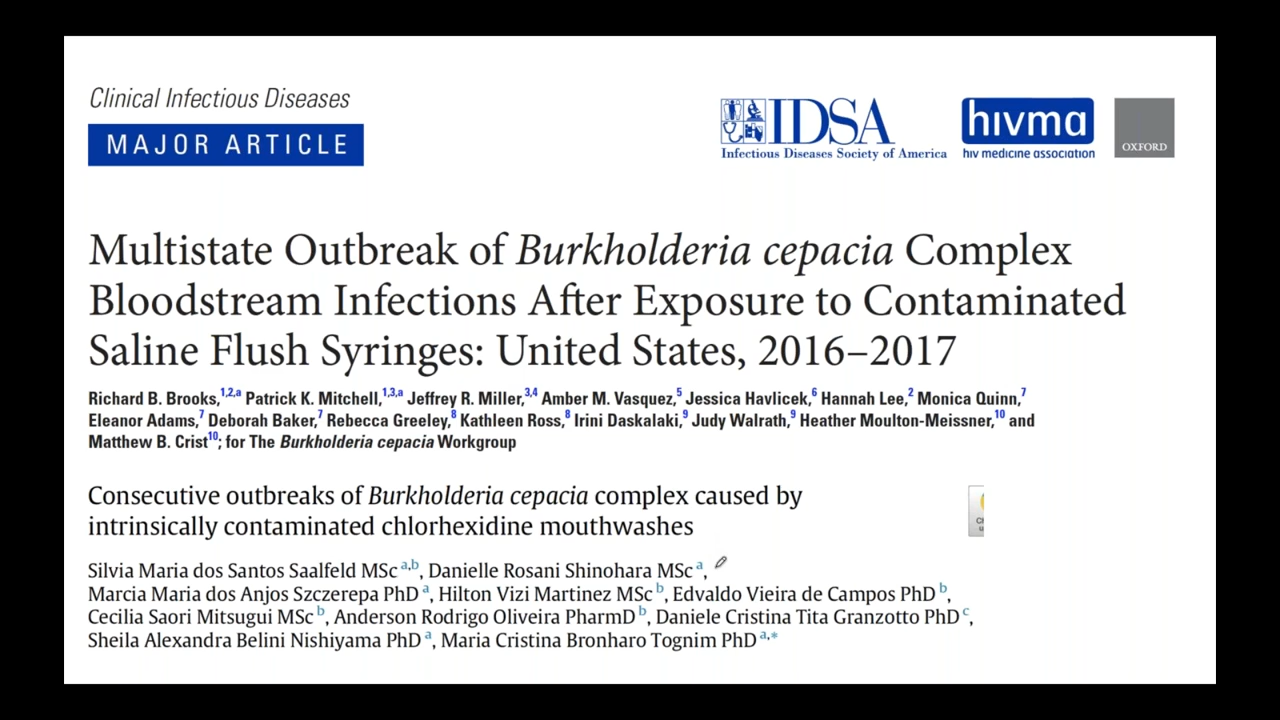 Clinical Infectious Diseases
MAJOR ARTICLE
IDSA
Infectious Diseases Society of America
hivma
hiv medicine association
OXFORD
Multistate Outbreak of Burkholderia cepacia Complex
Bloodstream Infections After Exposure to Contaminated
Saline Flush Syringes: United States, 2016–2017
Richard B. Brooks,1,2,a Patrick K. Mitchell,1,3,a Jeffrey R. Miller,3,4 Amber M. Vasquez,5 Jessica Havlicek,6 Hannah Lee,2 Monica Quinn,7
Eleanor Adams,7 Deborah Baker,7 Rebecca Greeley,8 Kathleen Ross,8 Irini Daskalaki,9 Judy Walrath,9 Heather Moulton-Meissner,10 and
Matthew B. Crist10; for The Burkholderia cepacia Workgroup
Consecutive outbreaks of Burkholderia cepacia complex caused by
intrinsically contaminated chlorhexidine mouthwashes
Silvia Maria dos Santos Saalfeld MSc a,b, Danielle Rosani Shinohara MSc a,
Marcia Maria dos Anjos Szczerepa PhD a, Hilton Vizi Martinez MSc b, Edvaldo Vieira de Campos PhD b,
Cecilia Saori Mitsugui MSc b, Anderson Rodrigo Oliveira PharmD b, Daniele Cristina Tita Granzotto PhD c,
Sheila Alexandra Belini Nishiyama PhD a, Maria Cristina Bronharo Tognim PhD a,*